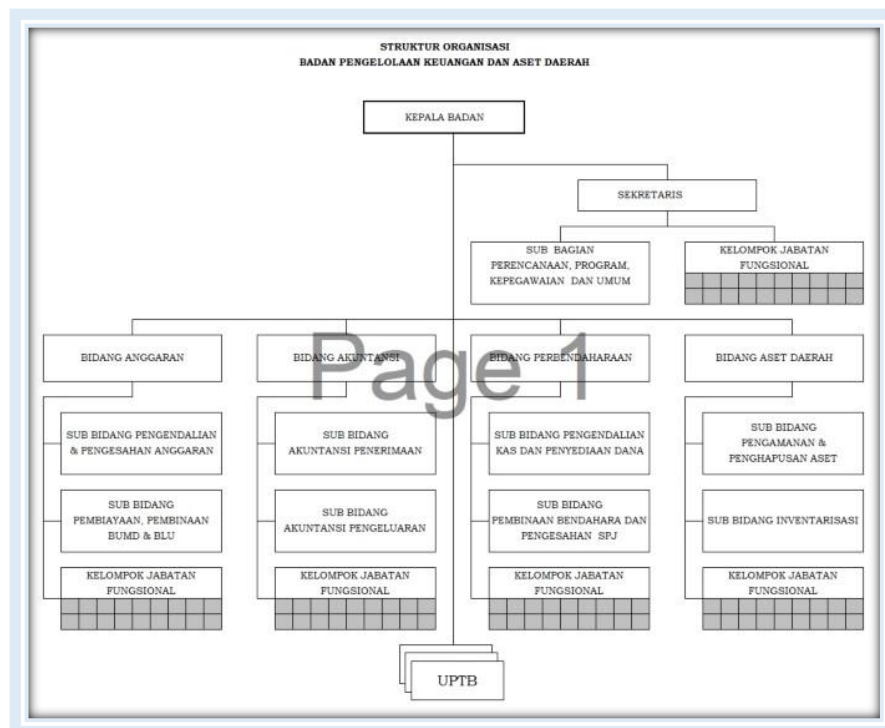 STRUKTUR ORGANISASI
BADAN PENGELOLAAN KEUANGAN DAN ASET DAERAH
KEPALA BADAN
SEKRETARIS
SUB BAGIAN
PERENCANAAN, PROGRAM,
KEPEGAWAIAN DAN UMUM
KELOMPOK JABATAN
FUNGSIONAL
BIDANG ANGGARAN
BIDANG AKUNTANSI
BIDANG PERBENDAHARAAN
BIDANG ASET DAERAH
Page 1
SUB BIDANG PENGENDALIAN
& PENGESAHAN ANGGARAN
SUB BIDANG
AKUNTANSI PENERIMAAN
SUB BIDANG PENGENDALIAN
KAS DAN PENYEDIAAN DANA
SUB BIDANG
PENGAMANAN &
PENGHAPUSAN ASET
SUB BIDANG
PEMBIAYAAN, PEMBINAAN
BUMD & BLU
SUB BIDANG
AKUNTANSI PENGELUARAN
SUB BIDANG
PEMBINAAN BENDAHARA DAN
PENGESAHAN SPJ
SUB BIDANG INVENTARISASI
KELOMPOK JABATAN
FUNGSIONAL
KELOMPOK JABATAN
FUNGSIONAL
KELOMPOK JABATAN
FUNGSIONAL
KELOMPOK JABATAN
FUNGSIONAL
UPTB